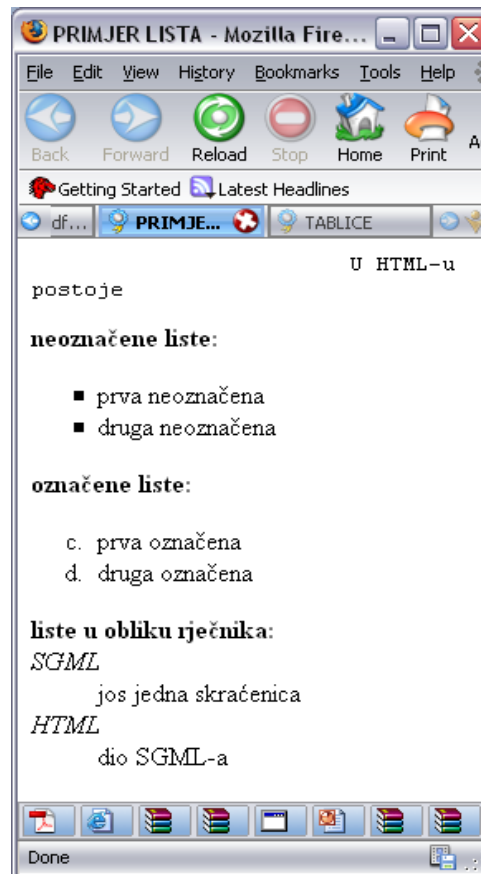 PRIMJER LISTA - Mozilla Fire...
File Edit View History Bookmarks Tools Help
Back Forward Reload Stop Home Print A
Getting Started Latest Headlines
df... PRIMJE... TABLICE
U HTML-u
postoje
neoznačene liste:
■ prva neoznačena
■ druga neoznačena
označene liste:
c. prva označena
d. druga označena
liste u obliku rječnika:
SGML
jos jedna skraćenica
HTML
dio SGML-a
Done